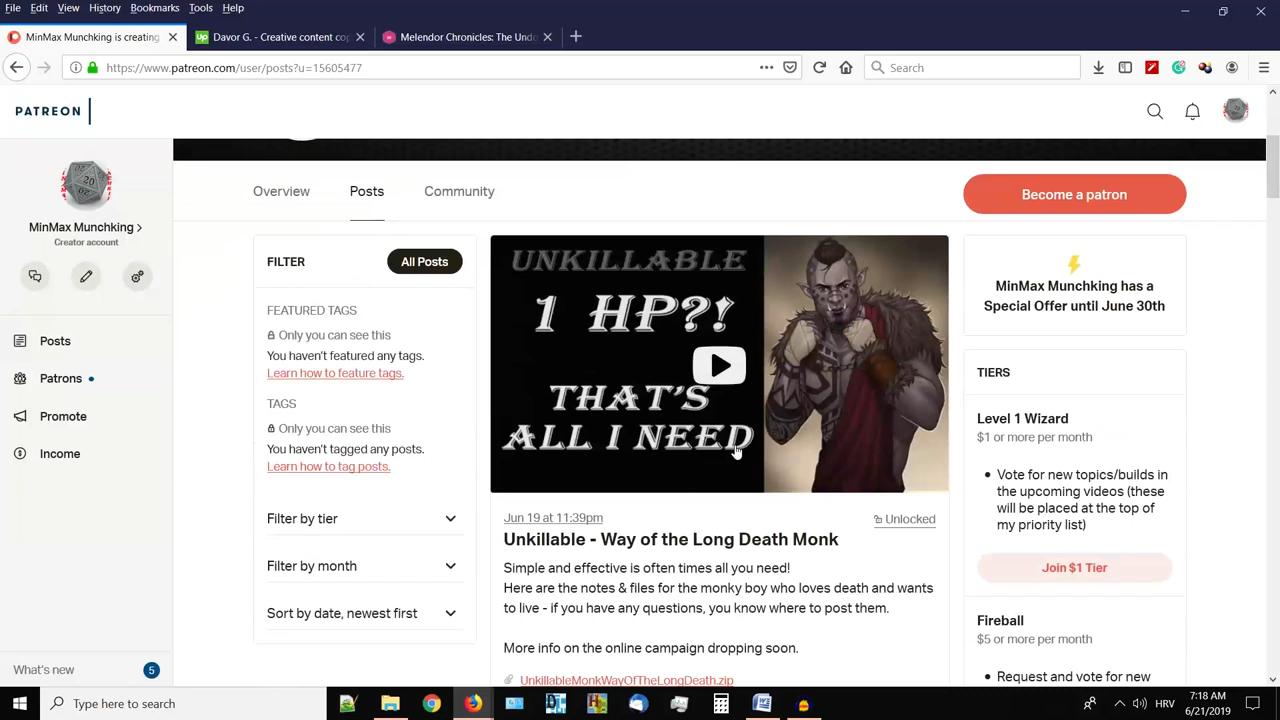 File Edit View History Bookmarks Tools Help
MinMax Munchking is creating
Davor G. - Creative content cop
Melendor Chronicles: The Undo
https://www.patreon.com/user/posts?u=15605477
Search
PATREON
MinMax Munchking
Creator account
Posts
Patrons
Promote
Income
What's new
5
Overview
Posts
Community
Become a patron
FILTER
All Posts
FEATURED TAGS
Only you can see this
You haven't featured any tags.
Learn how to feature tags.
TAGS
Only you can see this
You haven't tagged any posts.
Learn how to tag posts.
Filter by tier
Filter by month
Sort by date, newest first
UNKILLABLE
1 HP?!
THAT'S
ALL I NEED
Jun 19 at 11:39pm
Unlocked
Unkillable - Way of the Long Death Monk
Simple and effective is often times all you need!
Here are the notes & files for the monky boy who loves death and wants
to live - if you have any questions, you know where to post them.
More info on the online campaign dropping soon.
UnkillableMonkWayOfTheLongDeath.zip
MinMax Munchking has a
Special Offer until June 30th
TIERS
Level 1 Wizard
$1 or more per month
Vote for new topics/builds in
the upcoming videos (these
will be placed at the top of
my priority list)
Join $1 Tier
Fireball
$5 or more per month
Request and vote for new
Type here to search
HRV
7:18 AM
6/21/2019